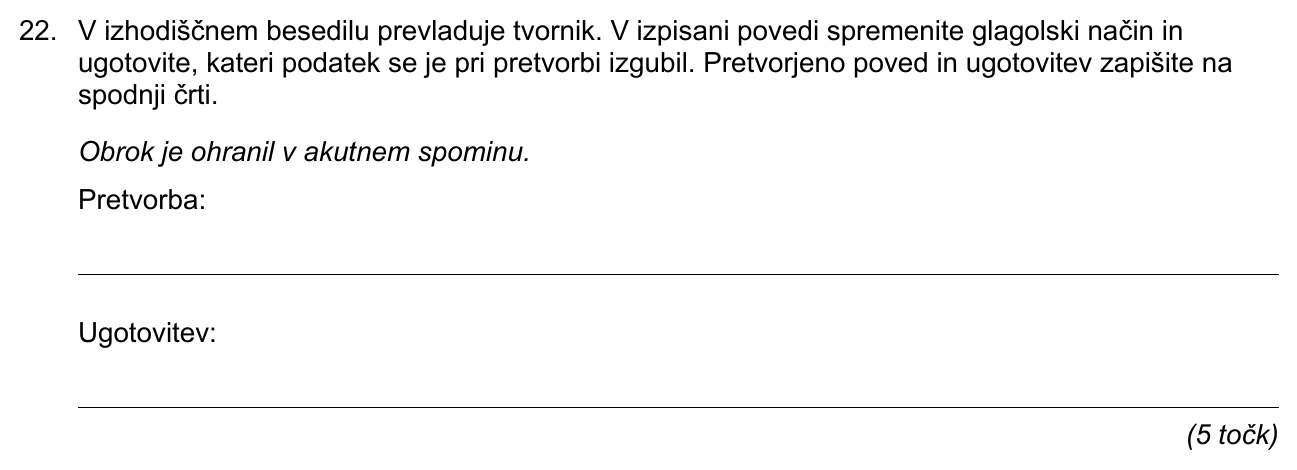 22. V izhodiščnem besedilu prevladuje tvornik. V izpisani povedi spremenite glagolski način in
ugotovite, kateri podatek se je pri pretvorbi izgubil. Pretvorjeno poved in ugotovitev zapišite na
spodnji črti.
Obrok je ohranil v akutnem spominu.
Pretvorba:
Ugotovitev:
(5 točk)